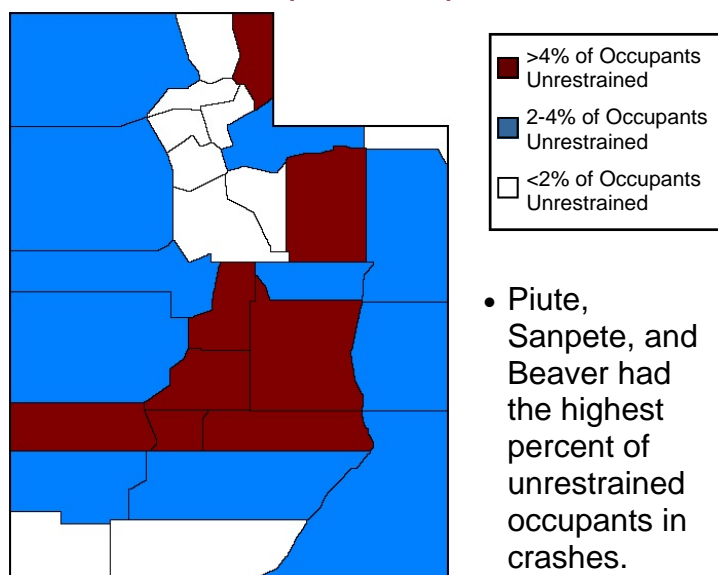 >4% of Occupants
Unrestrained
2-4% of Occupants
Unrestrained
<2% of Occupants
Unrestrained
• Piute,
Sanpete, and
Beaver had
the highest
percent of
unrestrained
occupants in
crashes.